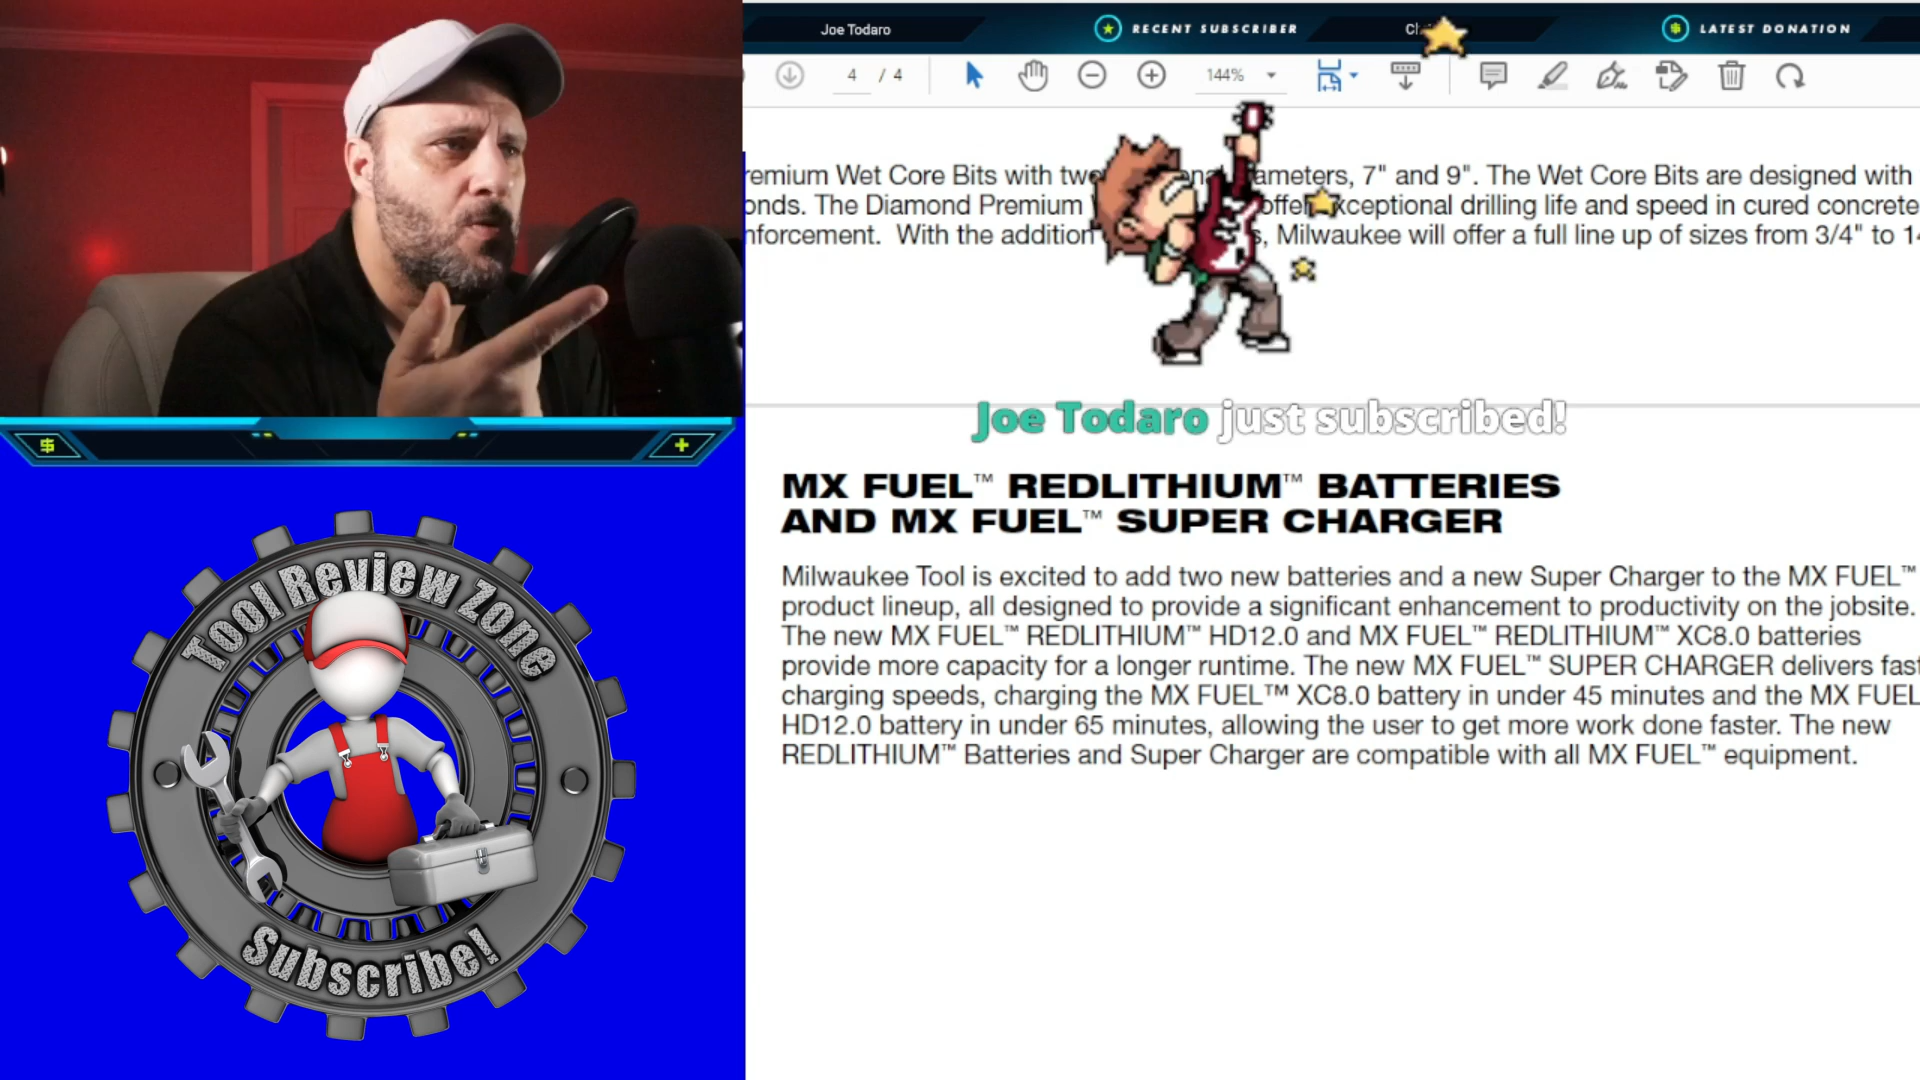 Joe Todaro
RECENT SUBSCRIBER
LATEST DONATION
4 / 4
144%
remium Wet Core Bits with ameters, 7" and 9". The Wet Core Bits are designed with
onds. The Diamond Premium offer exceptional drilling life and speed in cured concrete
nforcement. With the addition s, Milwaukee will offer a full line up of sizes from 3/4" to 14
Joe Todaro just subscribed!
MX FUEL™ REDLITHIUM™ BATTERIES
AND MX FUEL™ SUPER CHARGER
Milwaukee Tool is excited to add two new batteries and a new Super Charger to the MX FUEL™
product lineup, all designed to provide a significant enhancement to productivity on the jobsite.
The new MX FUEL™ REDLITHIUM™ HD12.0 and MX FUEL™ REDLITHIUM™ XC8.0 batteries
provide more capacity for a longer runtime. The new MX FUEL™ SUPER CHARGER delivers fast
charging speeds, charging the MX FUEL™ XC8.0 battery in under 45 minutes and the MX FUEL
HD12.0 battery in under 65 minutes, allowing the user to get more work done faster. The new
REDLITHIUM™ Batteries and Super Charger are compatible with all MX FUEL™ equipment.
Tool Review Zone
Subscribe!